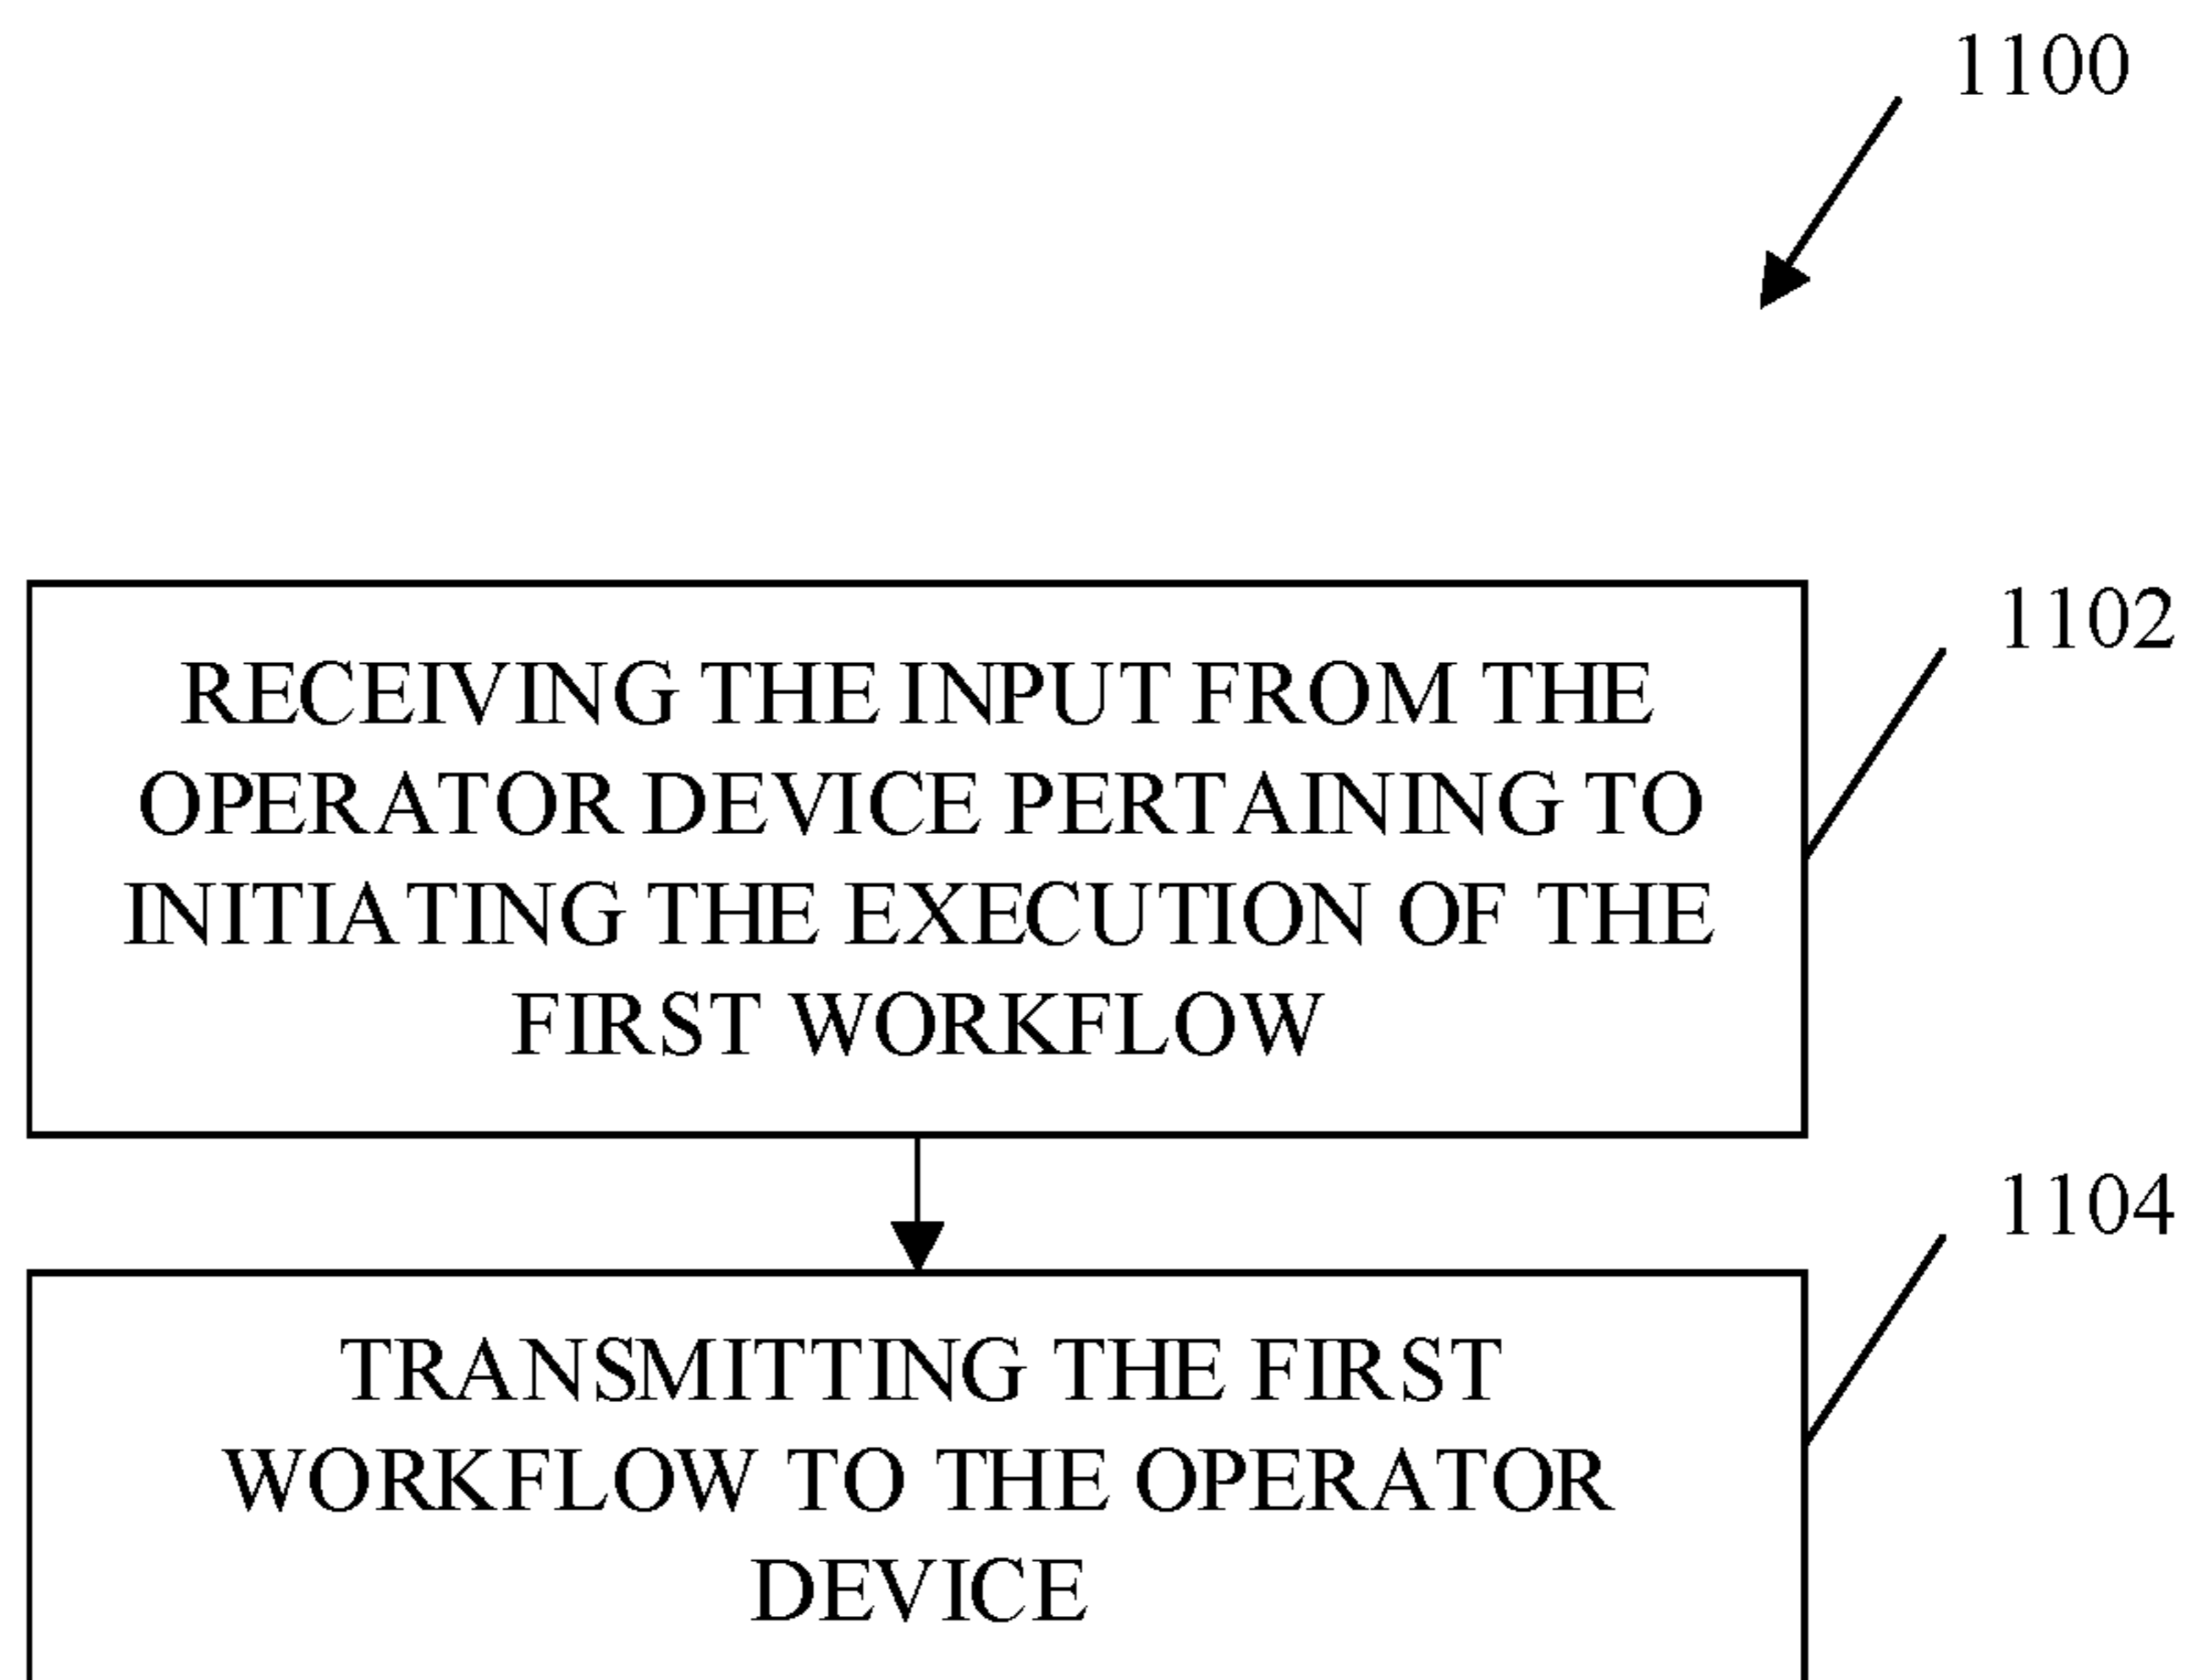 1100
1102
RECEIVING THE INPUT FROM THE
OPERATOR DEVICE PERTAINING TO
INITIATING THE EXECUTION OF THE
FIRST WORKFLOW
1104
TRANSMITTING THE FIRST
WORKFLOW TO THE OPERATOR
DEVICE